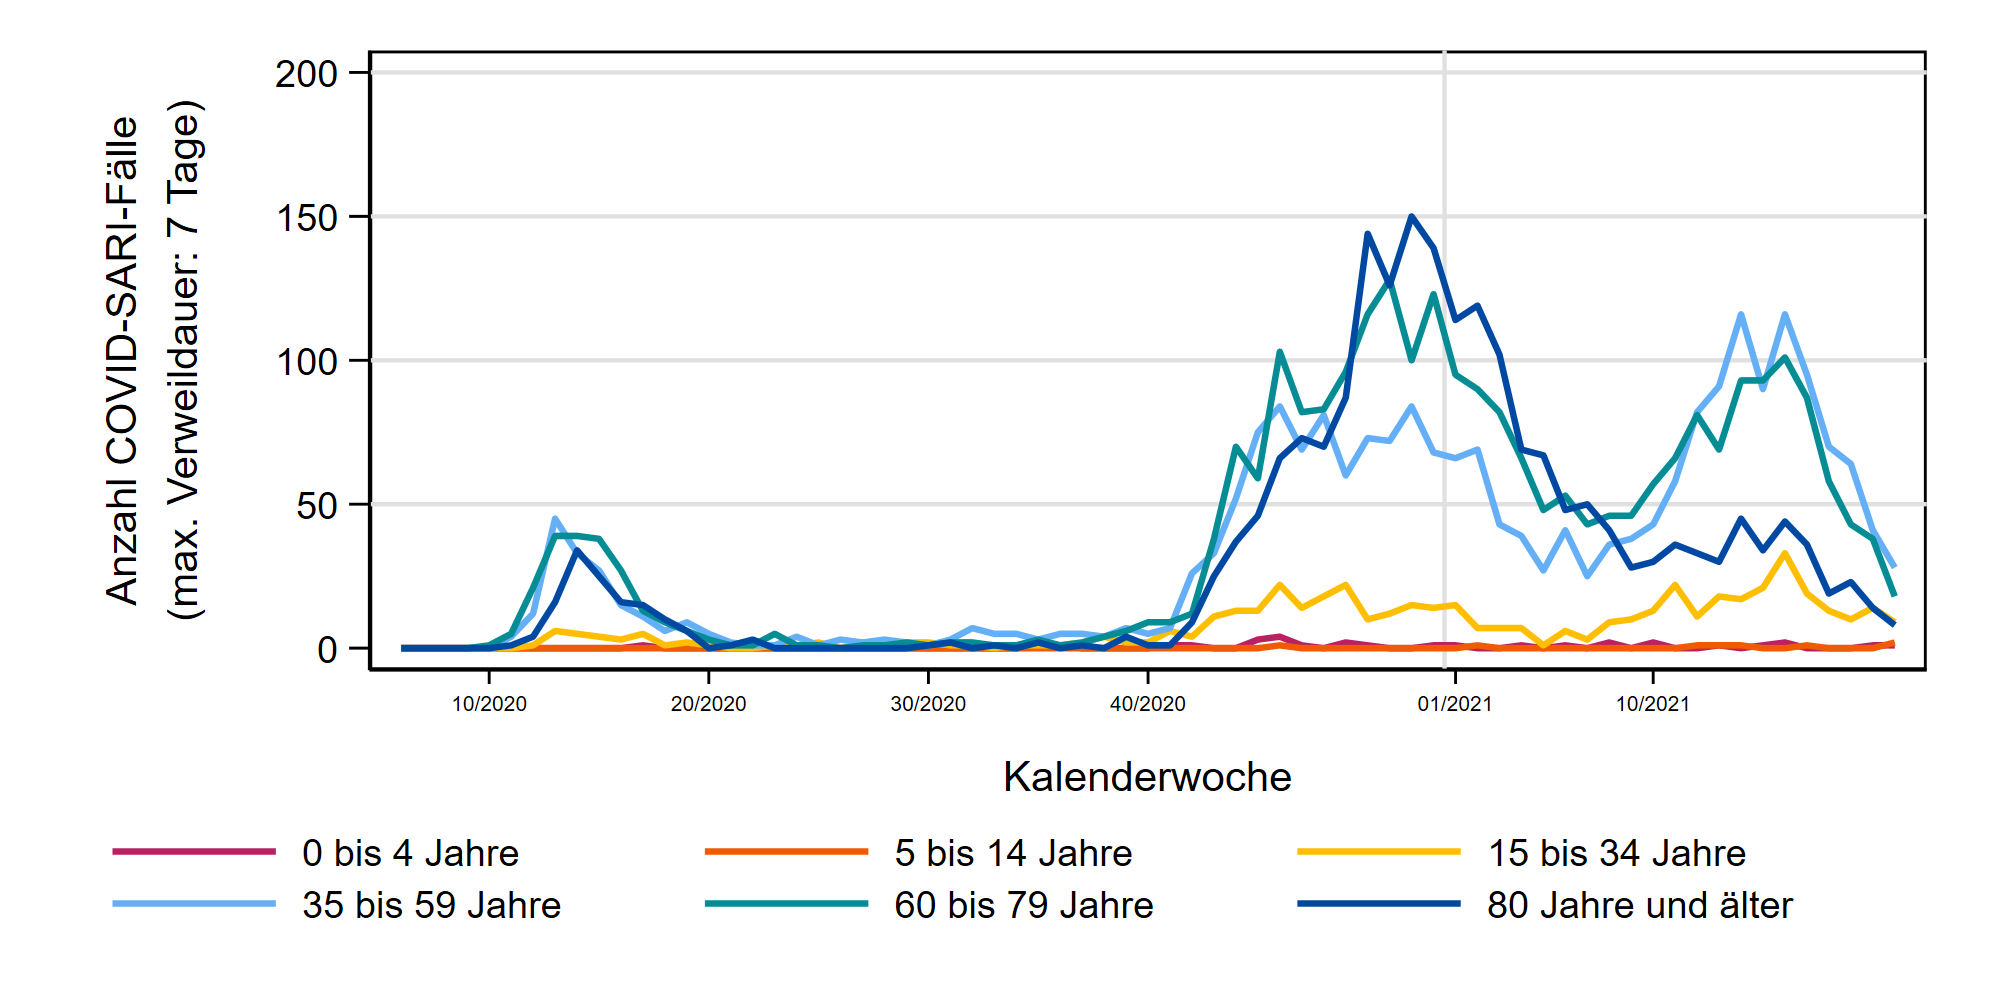 Anzahl COVID-SARI-Fälle
(max. Verweildauer: 7 Tage)
200
150
100
50
0
10/2020
20/2020
30/2020
40/2020
01/2021
10/2021
Kalenderwoche
0 bis 4 Jahre
5 bis 14 Jahre
15 bis 34 Jahre
35 bis 59 Jahre
60 bis 79 Jahre
80 Jahre und älter